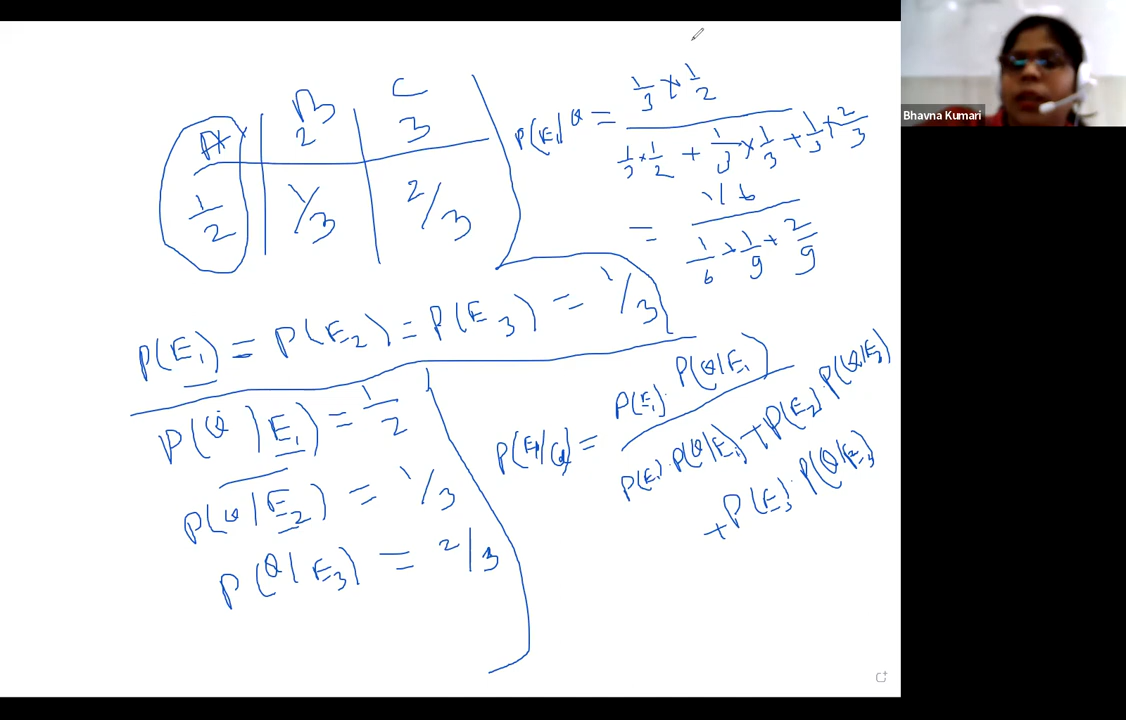 A | B | C
2 | 3
1/2 | 1/3 | 2/3
P(E₁) = P(E₂) = P(E₃) = 1/3
P(Q|E₁) = 1/2
P(Q|E₂) = 1/3
P(Q|E₃) = 2/3
P(E₁|Q = (1/3 × 1/2) / (1/3 × 1/2 + 1/3 × 1/3 + 1/3 × 2/3)
= (1/6) / (1/6 + 1/9 + 2/9)
P(E₁/Q) = P(E₁) · P(Q|E₁) / P(E₁) · P(Q|E₁) + P(E₂) · P(Q|E₂)
+ P(E₃) · P(Q|E₃)
Bhavna Kumari